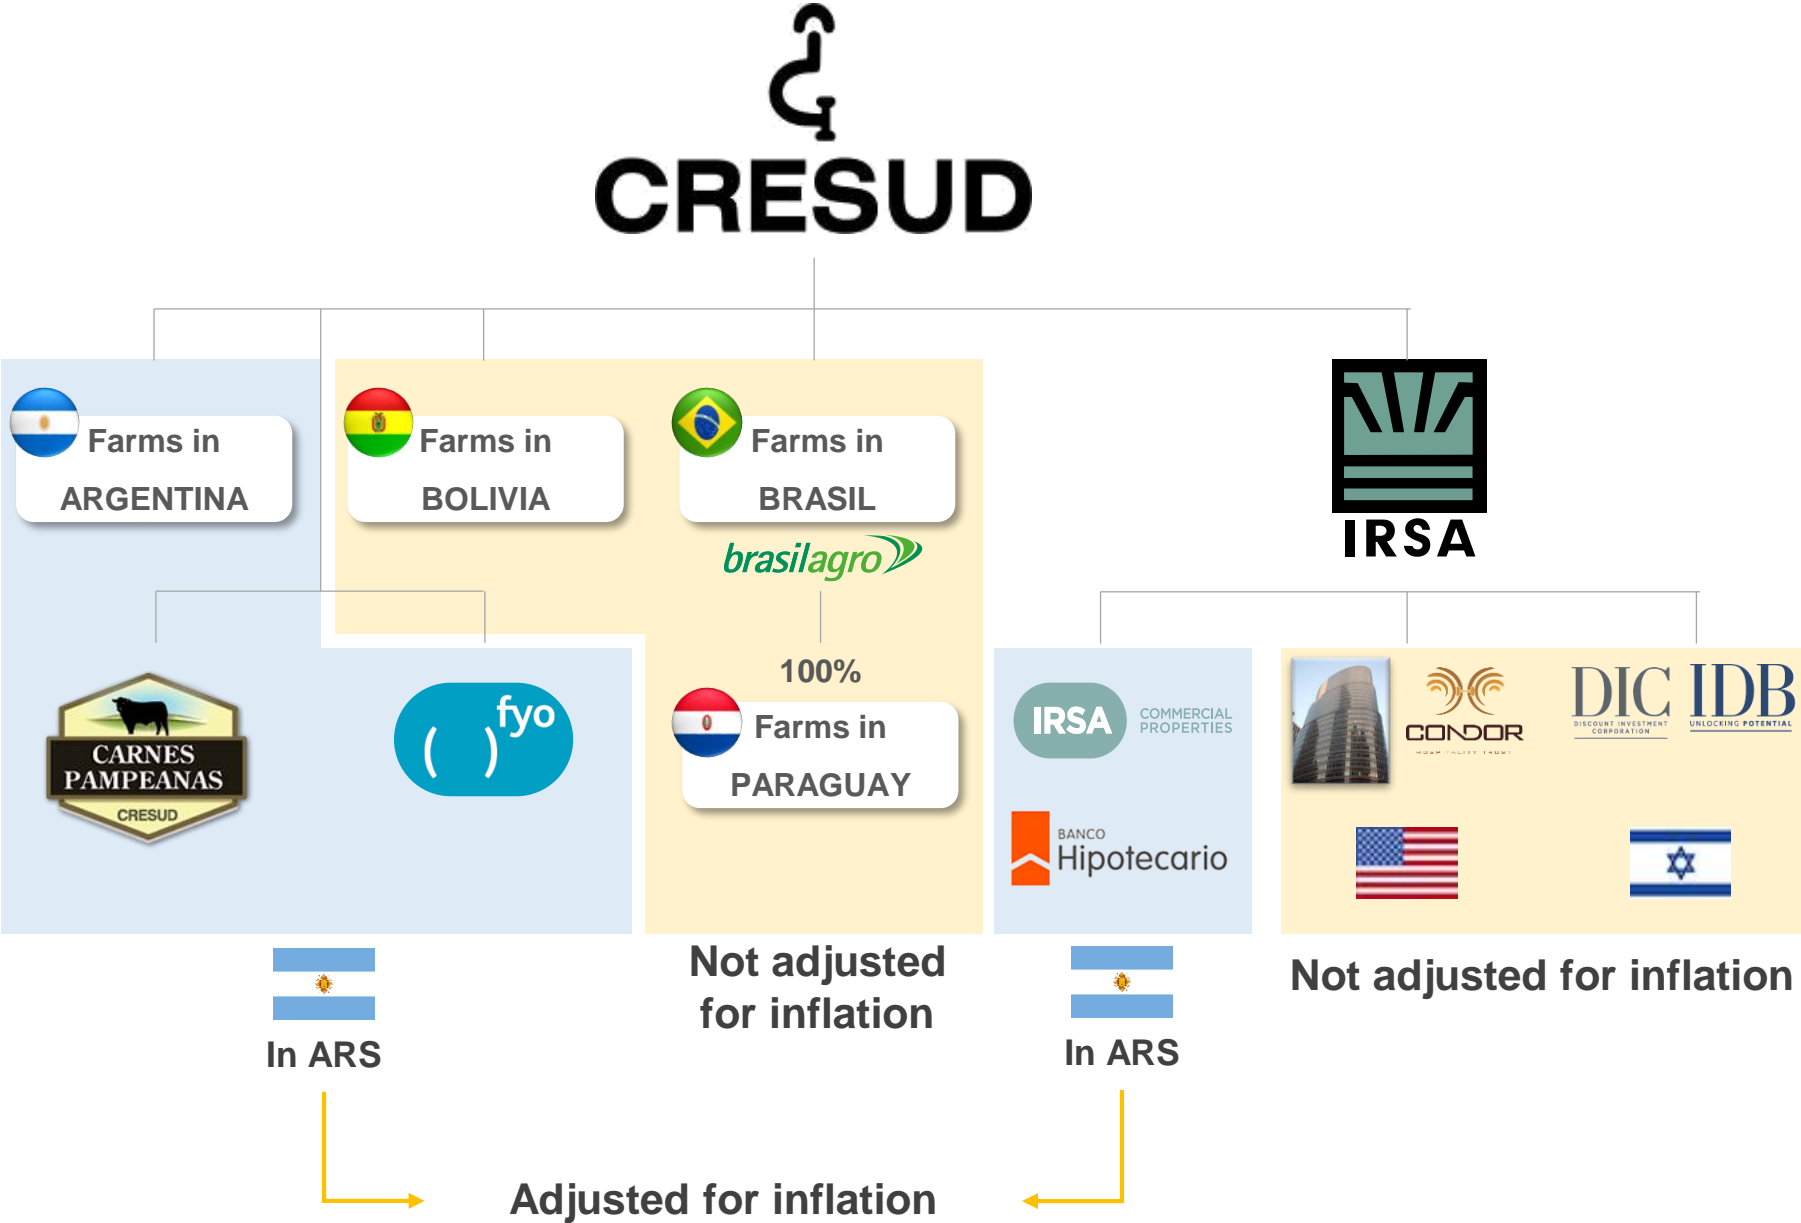 CRESUD
Farms in
ARGENTINA
Farms in
BOLIVIA
Farms in
BRASIL
brasilagro
IRSA
100%
Farms in
PARAGUAY
CARNES
PAMPEANAS
CRESUD
( ) fyo
IRSA
COMMERCIAL
PROPERTIES
BANCO
Hipotecario
CONDOR
HOSPITALITY TRUST
DIC
DISCOUNT INVESTMENT
CORPORATION
IDB
UNLOCKING POTENTIAL
In ARS
Not adjusted
for inflation
In ARS
Not adjusted for inflation
Adjusted for inflation